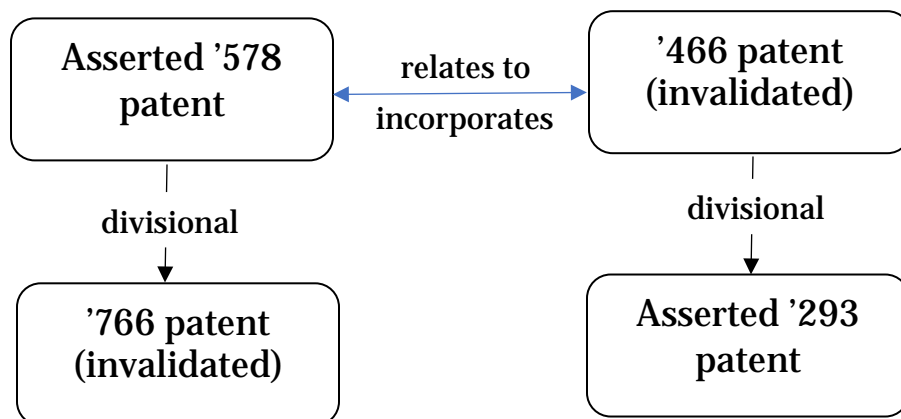 Asserted ’578
patent
relates to
incorporates
’466 patent
(invalidated)
divisional
divisional
’766 patent
(invalidated)
Asserted ’293
patent